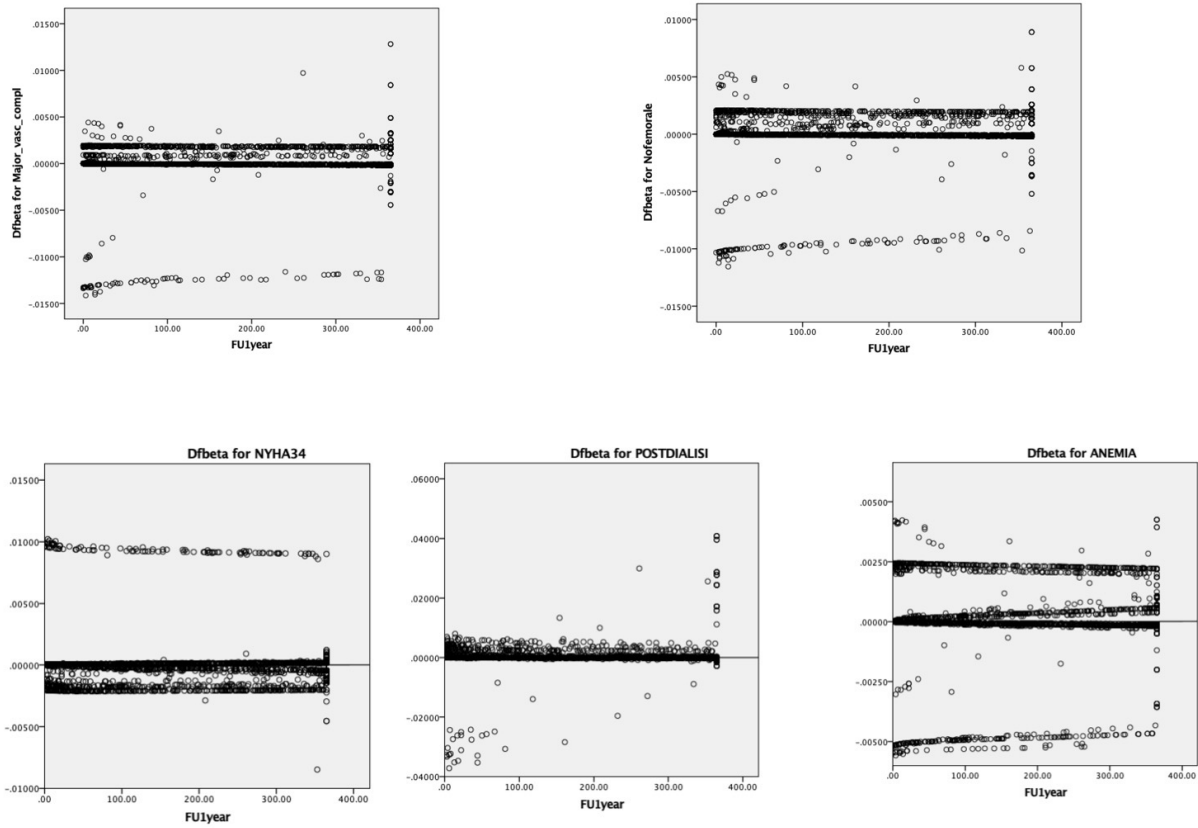 Dfbeta for Major_vasc_compl
.01500
.01000
.00500
.00000
-.00500
-.01000
-.01500
.00 100.00 200.00 300.00 400.00
FU1year
Dfbeta for Nofemorale
.01000
.00500
.00000
-.00500
-.01000
-.01500
.00 100.00 200.00 300.00 400.00
FU1year
Dfbeta for NYHA34
.01500
.01000
.00500
.00000
-.00500
-.01000
.00 100.00 200.00 300.00 400.00
FU1year
Dfbeta for POSTDIALISI
.06000
.04000
.02000
.00000
-.02000
-.04000
.00 100.00 200.00 300.00 400.00
FU1year
Dfbeta for ANEMIA
.00500
.00250
.00000
-.00250
-.00500
.00 100.00 200.00 300.00 400.00
FU1year